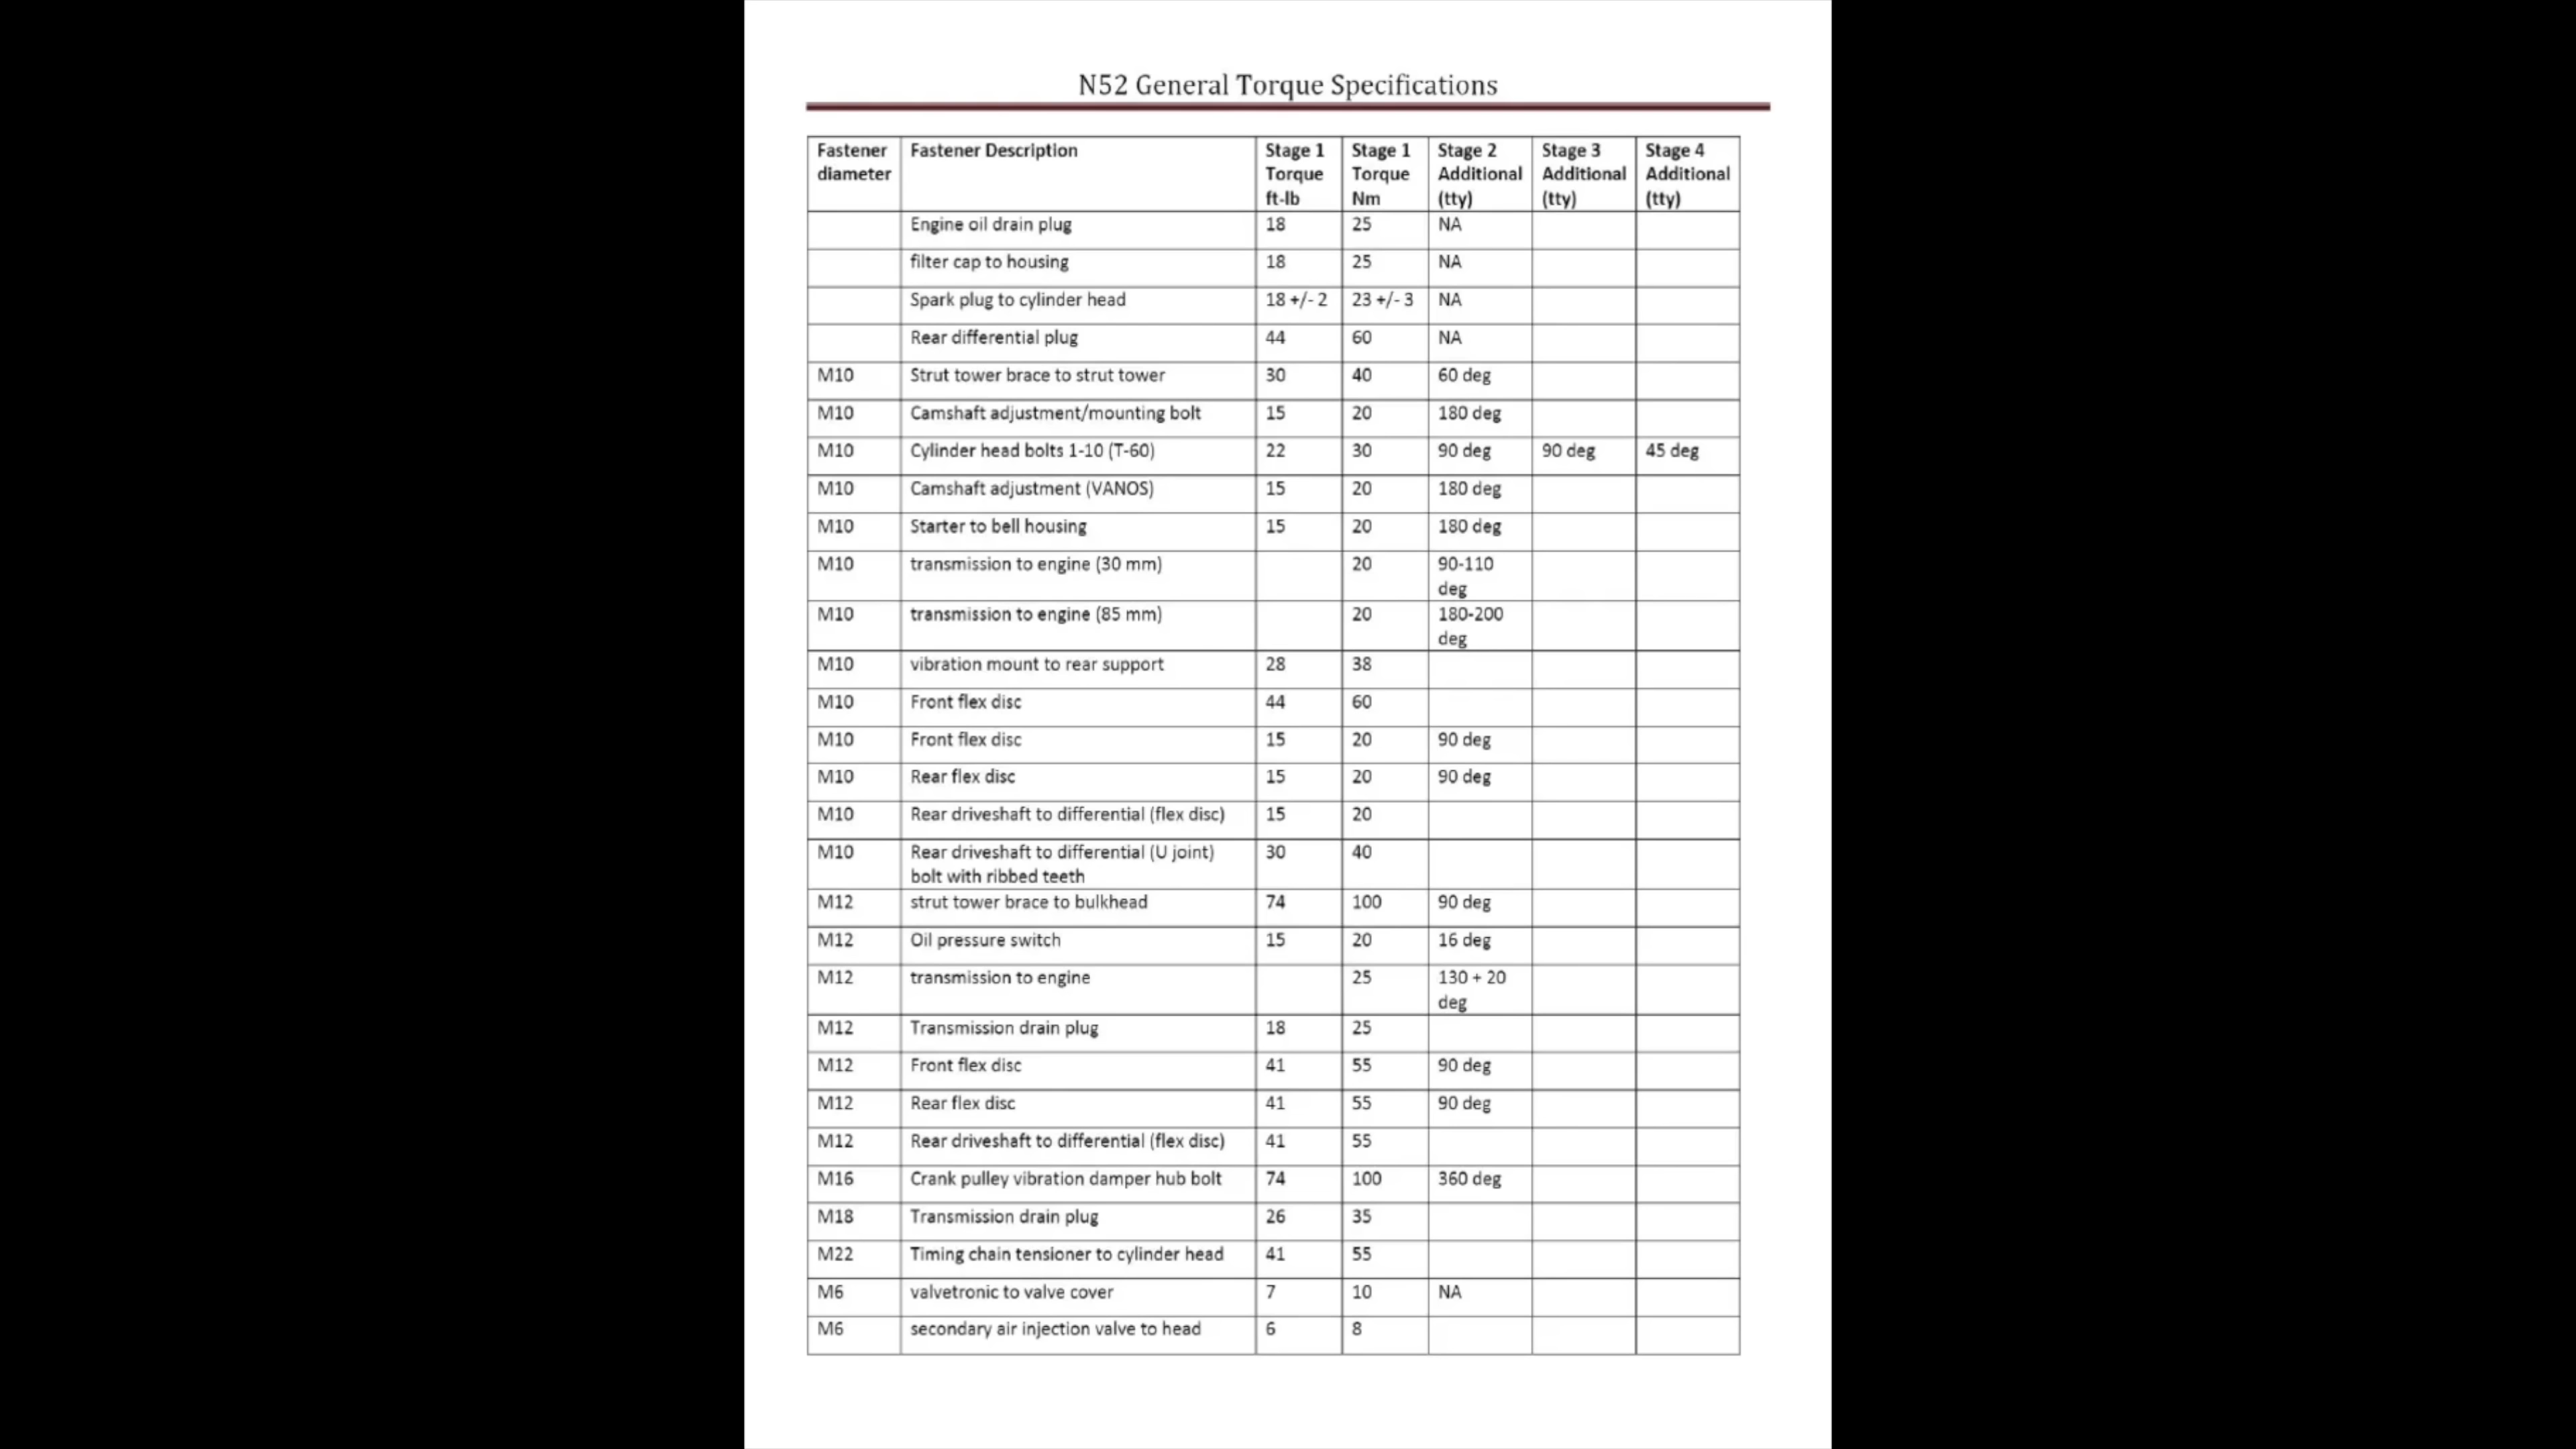 N52 General Torque Specifications
Fastener diameter | Fastener Description | Stage 1 Torque ft-lb | Stage 1 Torque Nm | Stage 2 Additional (tty) | Stage 3 Additional (tty) | Stage 4 Additional (tty)
Engine oil drain plug 18 25 NA
filter cap to housing 18 25 NA
Spark plug to cylinder head 18 +/- 2 23 +/- 3 NA
Rear differential plug 44 60 NA
M10 Strut tower brace to strut tower 30 40 60 deg
M10 Camshaft adjustment/mounting bolt 15 20 180 deg
M10 Cylinder head bolts 1-10 (T-60) 22 30 90 deg 90 deg 45 deg
M10 Camshaft adjustment (VANOS) 15 20 180 deg
M10 Starter to bell housing 15 20 180 deg
M10 transmission to engine (30 mm) 20 90-110 deg
M10 transmission to engine (85 mm) 20 180-200 deg
M10 vibration mount to rear support 28 38
M10 Front flex disc 44 60
M10 Front flex disc 15 20 90 deg
M10 Rear flex disc 15 20 90 deg
M10 Rear driveshaft to differential (flex disc) 15 20
M10 Rear driveshaft to differential (U joint) bolt with ribbed teeth 30 40
M12 strut tower brace to bulkhead 74 100 90 deg
M12 Oil pressure switch 15 20 16 deg
M12 transmission to engine 25 130 + 20 deg
M12 Transmission drain plug 18 25
M12 Front flex disc 41 55 90 deg
M12 Rear flex disc 41 55 90 deg
M12 Rear driveshaft to differential (flex disc) 41 55
M16 Crank pulley vibration damper hub bolt 74 100 360 deg
M18 Transmission drain plug 26 35
M22 Timing chain tensioner to cylinder head 41 55
M6 valvetronic to valve cover 7 10 NA
M6 secondary air injection valve to head 6 8